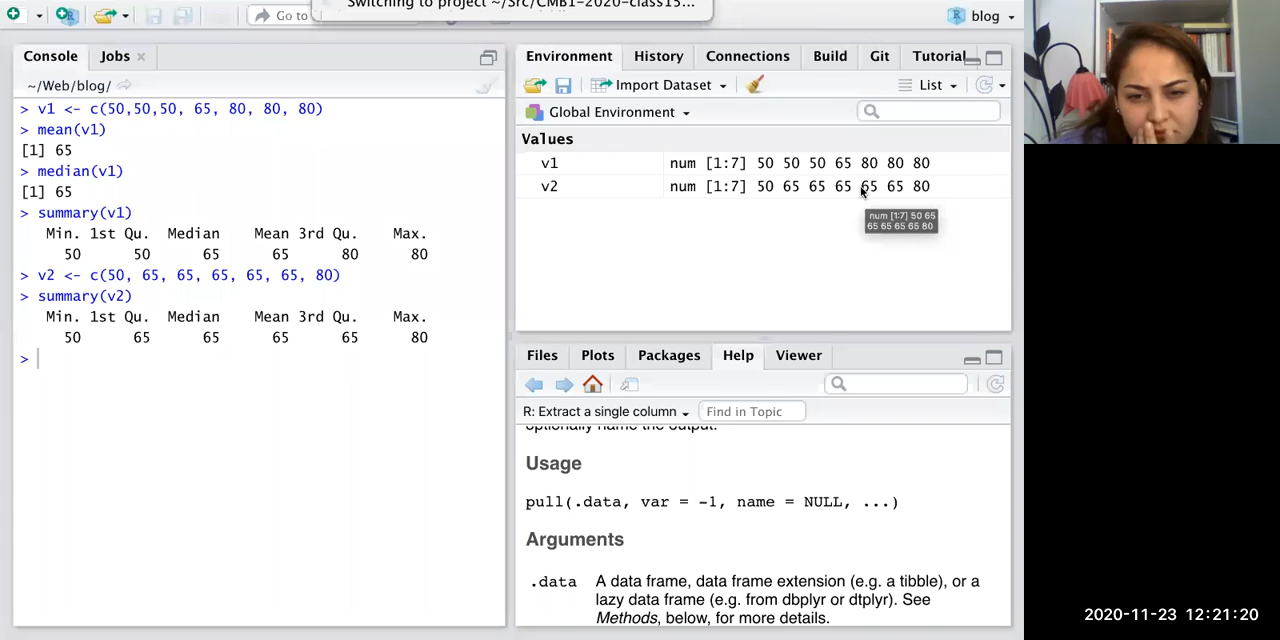 Switching to project ~/Src/CMB1-2020-class15...
Go to
blog
Console
Jobs
~/Web/blog/
> v1 <- c(50,50,50, 65, 80, 80, 80)
> mean(v1)
[1] 65
> median(v1)
[1] 65
> summary(v1)
Min. 1st Qu. Median Mean 3rd Qu. Max.
50 50 65 65 80 80
> v2 <- c(50, 65, 65, 65, 65, 65, 80)
> summary(v2)
Min. 1st Qu. Median Mean 3rd Qu. Max.
50 65 65 65 65 80
>
Environment History Connections Build Git Tutorial
Import Dataset
List
Global Environment
Values
v1 num [1:7] 50 50 50 65 80 80 80
v2 num [1:7] 50 65 65 65 65 65 80
num [1:7] 50 65
65 65 65 65 80
Files Plots Packages Help Viewer
R: Extract a single column
Find in Topic
optionally name the output.
Usage
pull(.data, var = -1, name = NULL, ...)
Arguments
.data A data frame, data frame extension (e.g. a tibble), or a
lazy data frame (e.g. from dbplyr or dtplyr). See
Methods, below, for more details.
2020-11-23 12:21:20